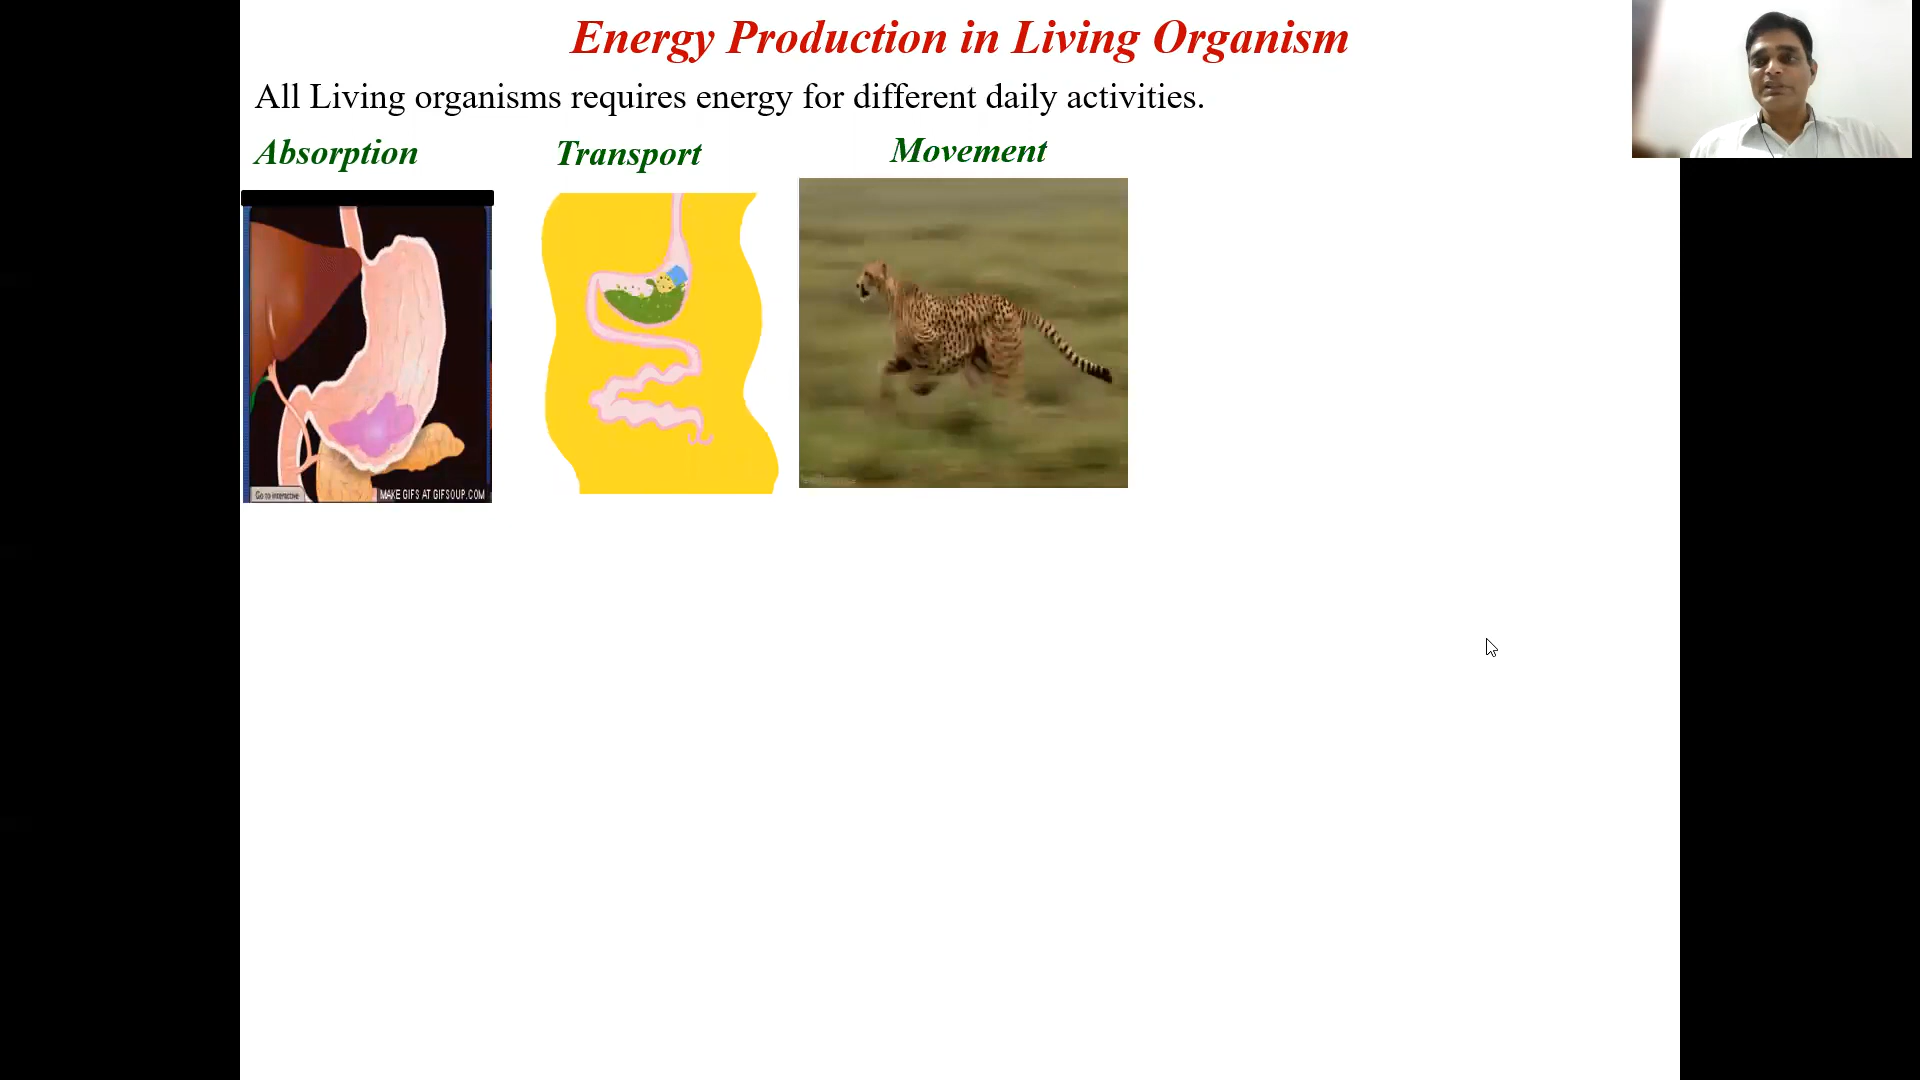 Energy Production in Living Organism
All Living organisms requires energy for different daily activities.
Absorption
Transport
Movement
Go to interactive
MAKE GIFS AT GIFSOUP.COM